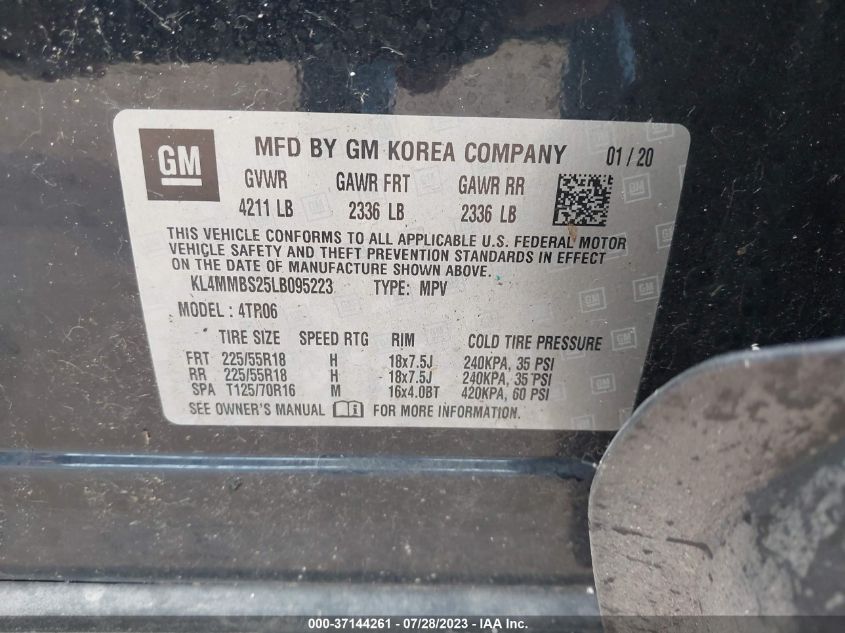 GM
MFD BY GM KOREA COMPANY 01 / 20
GVWR GAWR FRT GAWR RR
4211 LB 2336 LB 2336 LB
THIS VEHICLE CONFORMS TO ALL APPLICABLE U.S. FEDERAL MOTOR
VEHICLE SAFETY AND THEFT PREVENTION STANDARDS IN EFFECT
ON THE DATE OF MANUFACTURE SHOWN ABOVE.
KL4MMBS25LB095223 TYPE: MPV
MODEL : 4TR06
TIRE SIZE SPEED RTG RIM COLD TIRE PRESSURE
FRT 225/55R18 H 18x7.5J 240KPA, 35 PSI
RR 225/55R18 H 18x7.5J 240KPA, 35 PSI
SPA T125/70R16 M 16x4.0BT 420KPA, 60 PSI
SEE OWNER'S MANUAL FOR MORE INFORMATION.
000-37144261 - 07/28/2023 - IAA Inc.